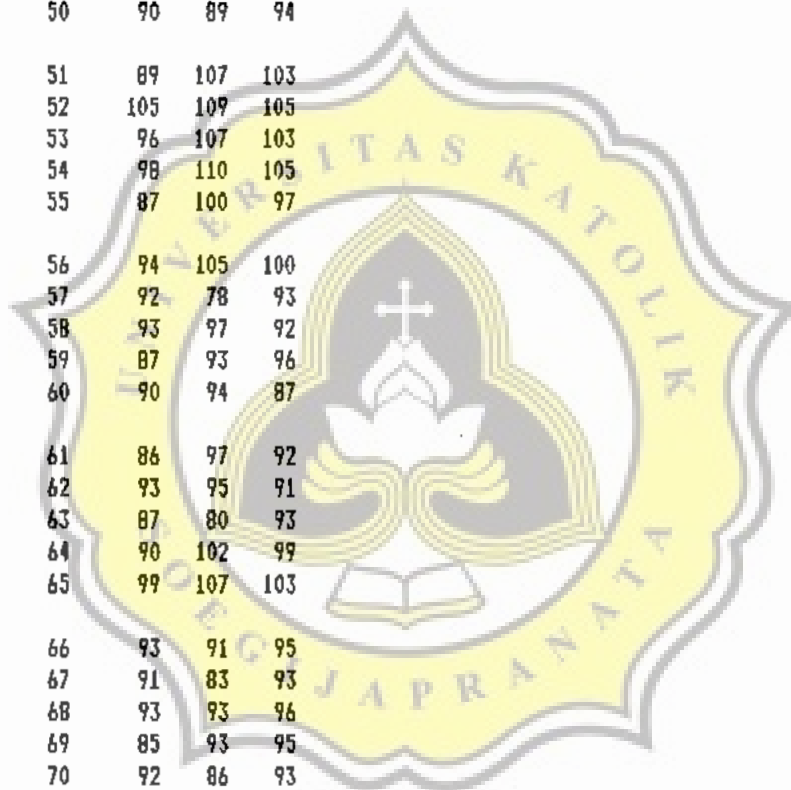 50 90 89 94
51 89 107 103
52 105 109 105
53 96 107 103
54 98 110 105
55 87 100 97
56 94 105 100
57 92 78 93
58 93 97 92
59 87 93 96
60 90 94 87
61 86 97 92
62 93 95 91
63 87 80 93
64 90 102 99
65 99 107 103
66 93 91 95
67 91 83 93
68 93 93 96
69 85 93 95
70 92 86 93
UNIVERSITAS KATOLIK
SOEGIJAPRANATA